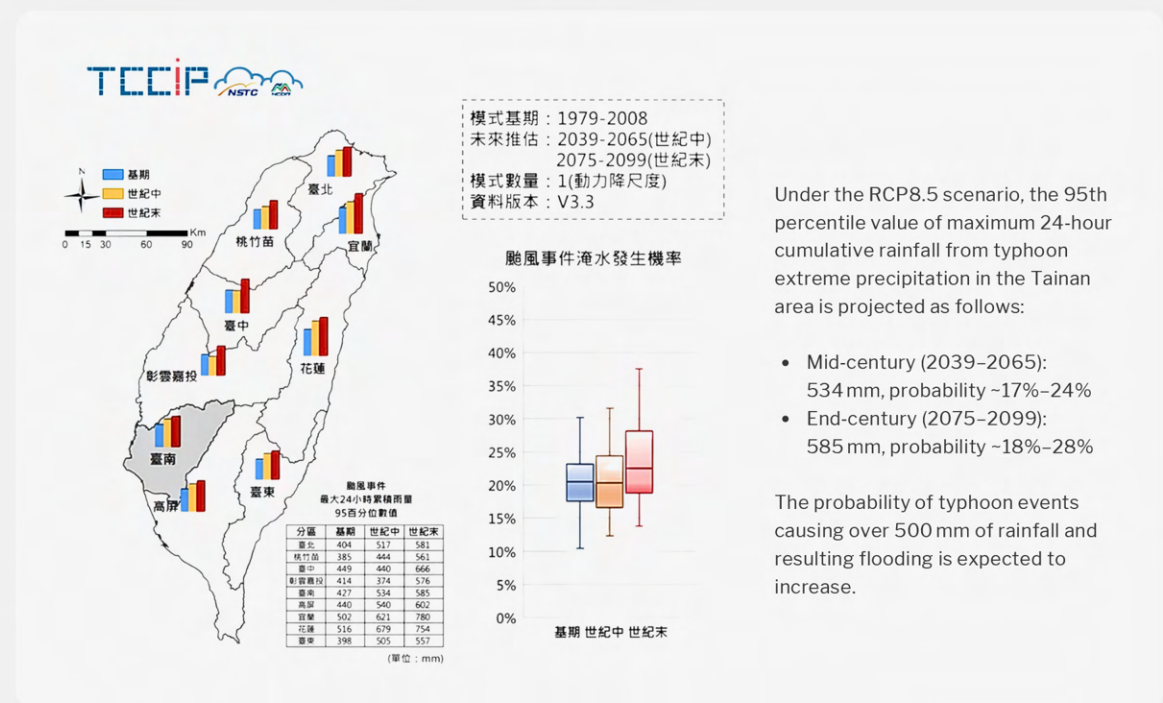 TCCiP
NSTC
NCDR
模式基期：1979-2008
未來推估：2039-2065(世紀中)
2075-2099(世紀末)
模式數量：1(動力降尺度)
資料版本：V3.3
N
基期
世紀中
世紀末
Km
0 15 30 60 90
臺北
桃竹苗
宜蘭
臺中
花蓮
彰雲嘉投
臺南
臺東
高屏
颱風事件
最大24小時累積雨量
95百分位數值
分區 基期 世紀中 世紀末
臺北 404 517 581
桃竹苗 385 444 561
臺中 449 440 666
彰雲嘉投 414 374 576
臺南 427 534 585
高屏 440 540 602
宜蘭 502 621 780
花蓮 516 679 754
臺東 398 505 557
(單位：mm)
颱風事件淹水發生機率
50%
45%
40%
35%
30%
25%
20%
15%
10%
5%
0%
基期 世紀中 世紀末
Under the RCP8.5 scenario, the 95th
percentile value of maximum 24-hour
cumulative rainfall from typhoon
extreme precipitation in the Tainan
area is projected as follows:
• Mid-century (2039–2065):
534 mm, probability ~17%–24%
• End-century (2075–2099):
585 mm, probability ~18%–28%
The probability of typhoon events
causing over 500 mm of rainfall and
resulting flooding is expected to
increase.